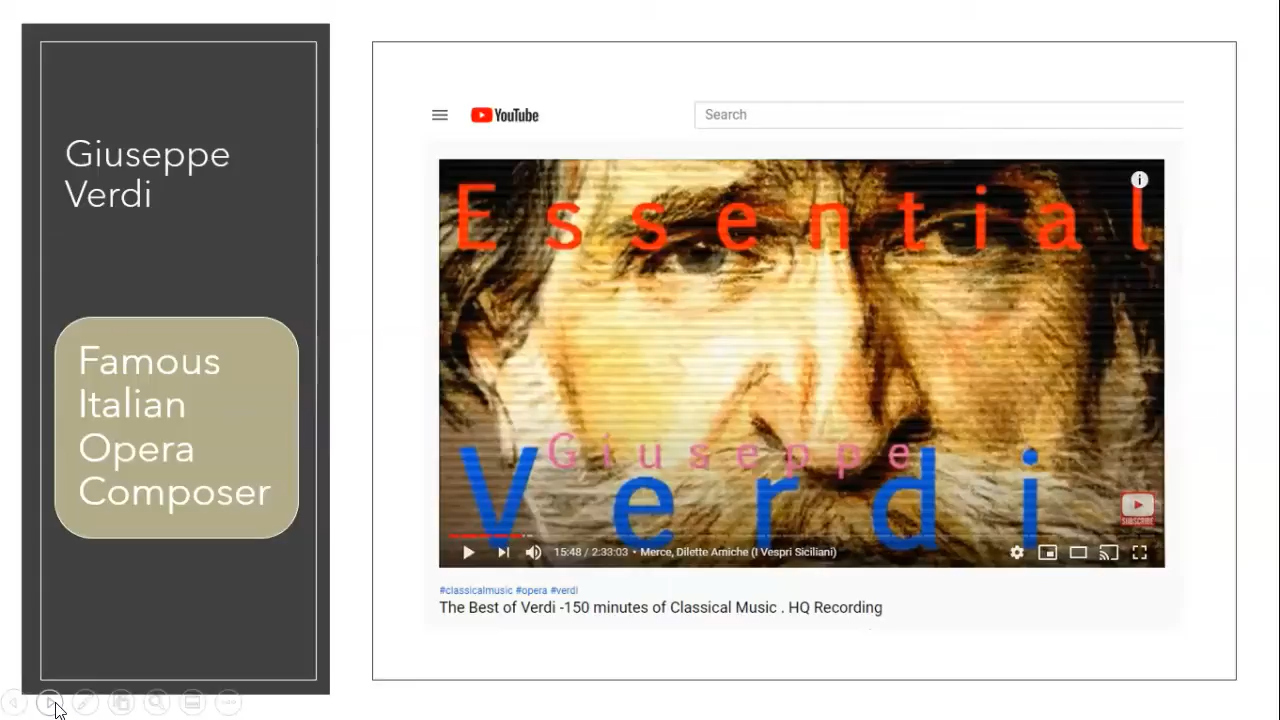 Giuseppe
Verdi
Famous
Italian
Opera
Composer
YouTube
Search
Essential
Giuseppe
Verdi
SUBSCRIBE
15:48 / 2:33:03 • Merce, Dilette Amiche (I Vespri Siciliani)
#classicalmusic #opera #verdi
The Best of Verdi -150 minutes of Classical Music . HQ Recording